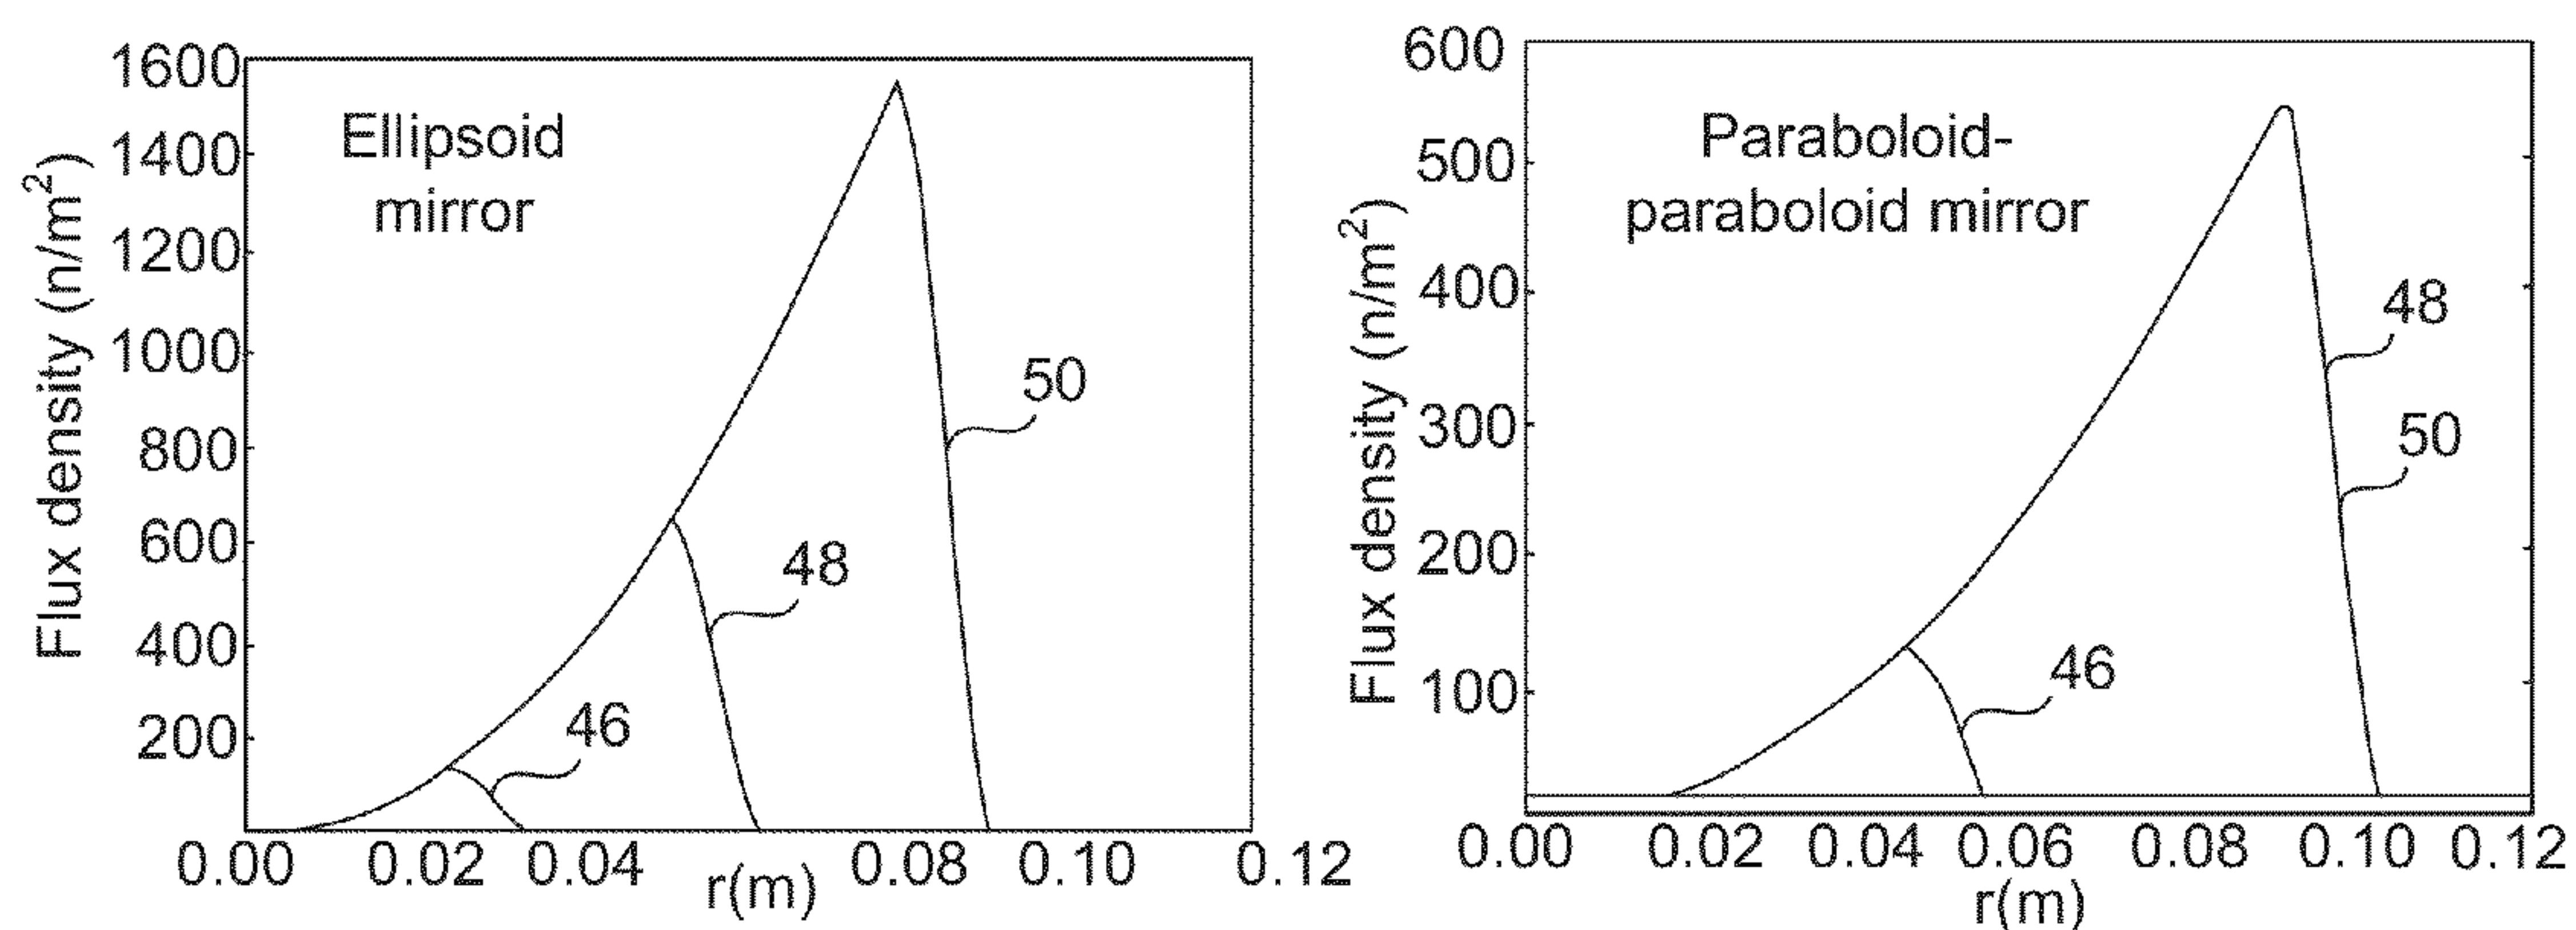 1600
1400
1200
1000
800
600
400
200
Flux density (n/m²)
Ellipsoid
mirror
50
48
46
0.00 0.02 0.04 0.08 0.10 0.12
r(m)
600
500
400
300
200
100
Flux density (n/m²)
Paraboloid-
paraboloid mirror
48
50
46
0.00 0.02 0.04 0.06 0.08 0.10 0.12
r(m)